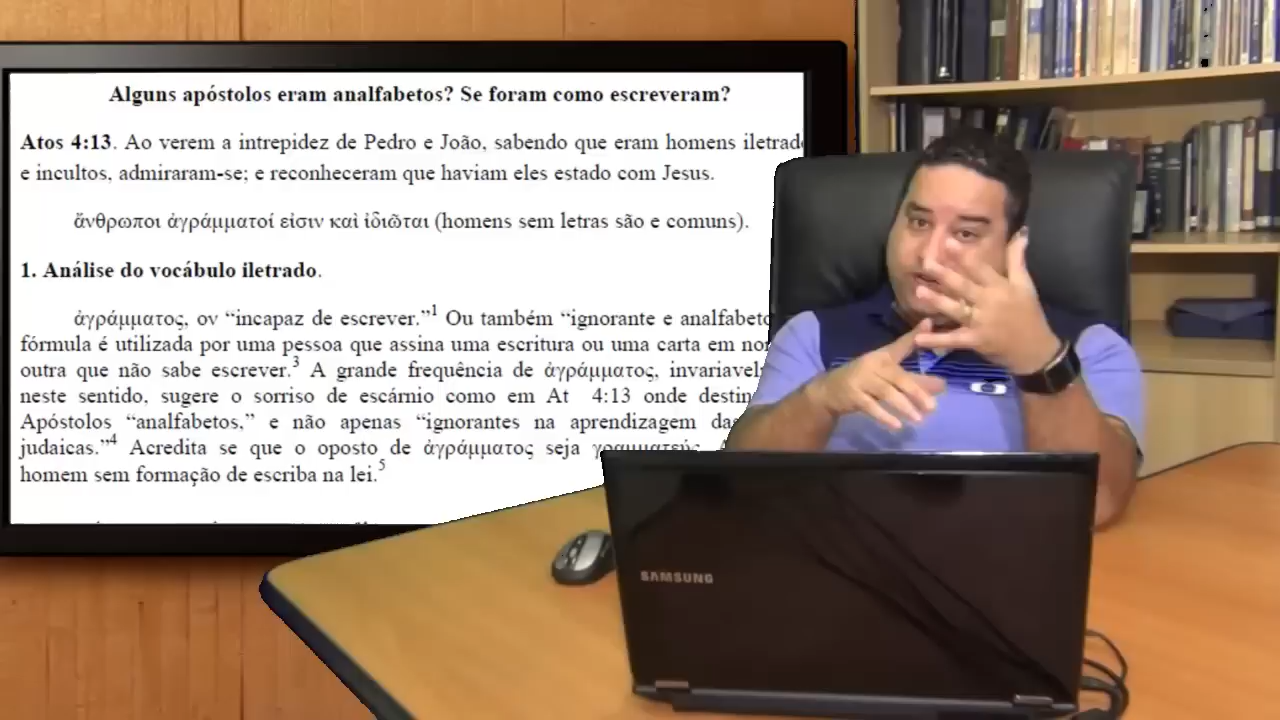 Alguns apóstolos eram analfabetos? Se foram como escreveram?
Atos 4:13. Ao verem a intrepidez de Pedro e João, sabendo que eram homens
e incultos, admiraram-se; e reconheceram que haviam eles estado com Jesus.
ἄνθρωποι ἀγράμματοί εἰσιν καὶ ἰδιῶται (homens sem letras são e comuns).
1. Análise do vocábulo iletrado.
ἀγράμματος, ον “incapaz de escrever.”1 Ou também “ignorante e
fórmula é utilizada por uma pessoa que assina uma escritura ou uma carta em
outra que não sabe escrever.3 A grande frequência de ἀγράμματος,
neste sentido, sugere o sorriso de escárnio como em At 4:13 onde
Apóstolos “analfabetos,” e não apenas “ignorantes na aprendizagem
judaicas.”4 Acredita se que o oposto de ἀγράμματος seja
homem sem formação de escriba na lei.5
SAMSUNG